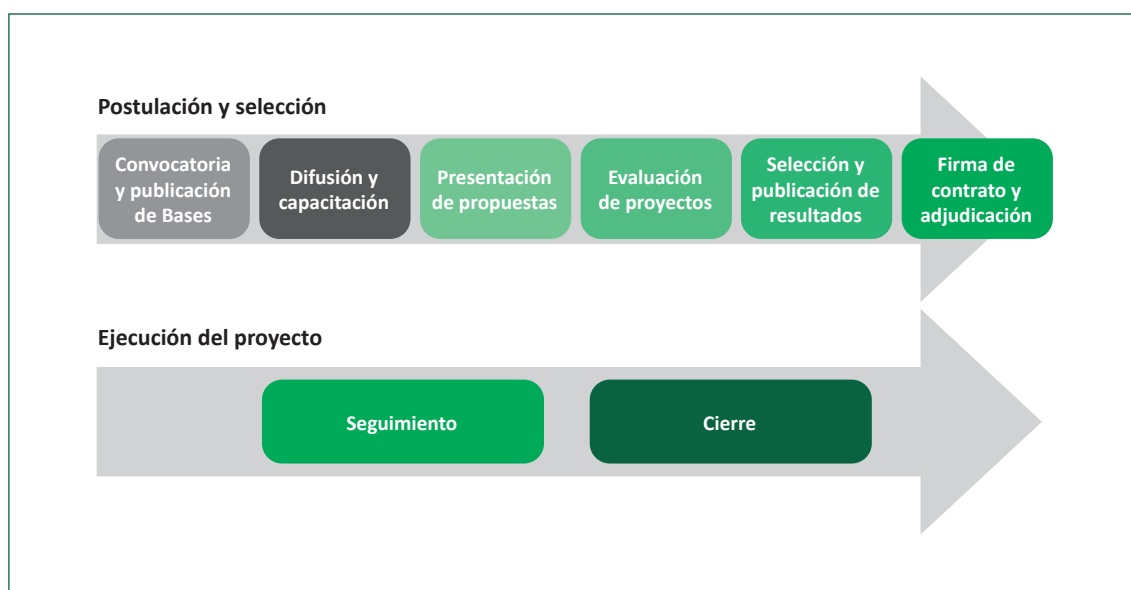 Postulación y selección
Convocatoria
y publicación
de Bases
Difusión y
capacitación
Presentación
de propuestas
Evaluación
de proyectos
Selección y
publicación de
resultados
Firma de
contrato y
adjudicación
Ejecución del proyecto
Seguimiento
Cierre